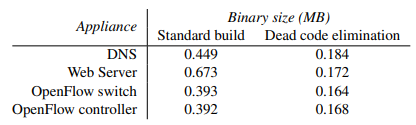 Appliance Binary size (MB)
Standard build Dead code elimination
DNS 0.449 0.184
Web Server 0.673 0.172
OpenFlow switch 0.393 0.164
OpenFlow controller 0.392 0.168